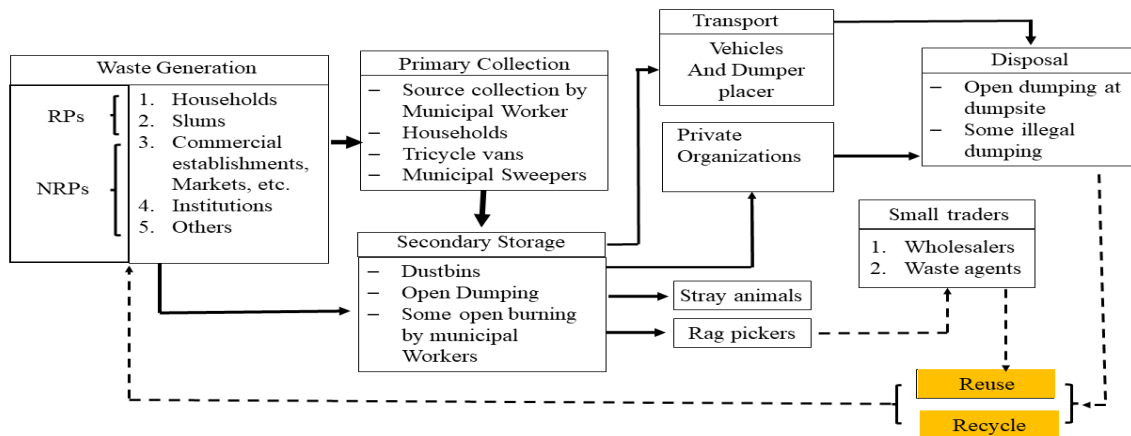 Waste Generation
RPs
NRPs
1. Households
2. Slums
3. Commercial
establishments,
Markets, etc.
4. Institutions
5. Others
Primary Collection
– Source collection by
Municipal Worker
– Households
– Tricycle vans
– Municipal Sweepers
Secondary Storage
– Dustbins
– Open Dumping
– Some open burning
by municipal
Workers
Transport
Vehicles
And Dumper
placer
Private
Organizations
Stray animals
Rag pickers
Disposal
– Open dumping at
dumpsite
– Some illegal
dumping
Small traders
1. Wholesalers
2. Waste agents
Reuse
Recycle